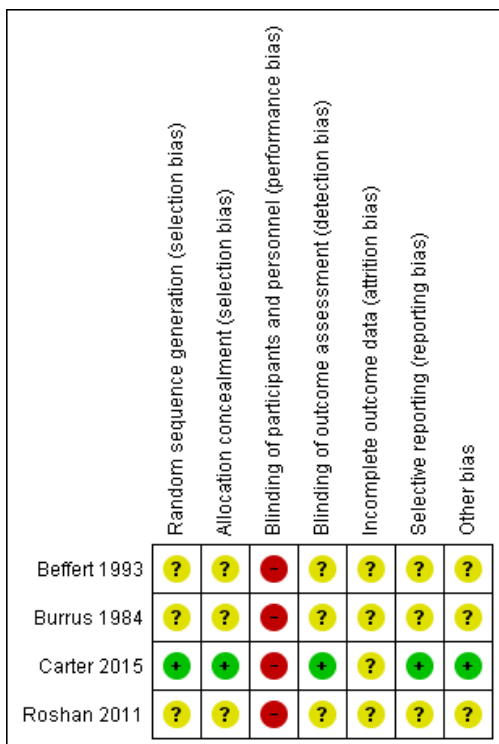 Random sequence generation (selection bias)
Allocation concealment (selection bias)
Blinding of participants and personnel (performance bias)
Blinding of outcome assessment (detection bias)
Incomplete outcome data (attrition bias)
Selective reporting (reporting bias)
Other bias
Beffert 1993 ? ? - ? ? ? ?
Burrus 1984 ? ? - ? ? ? ?
Carter 2015 + + - + ? + +
Roshan 2011 ? ? - ? ? ? ?